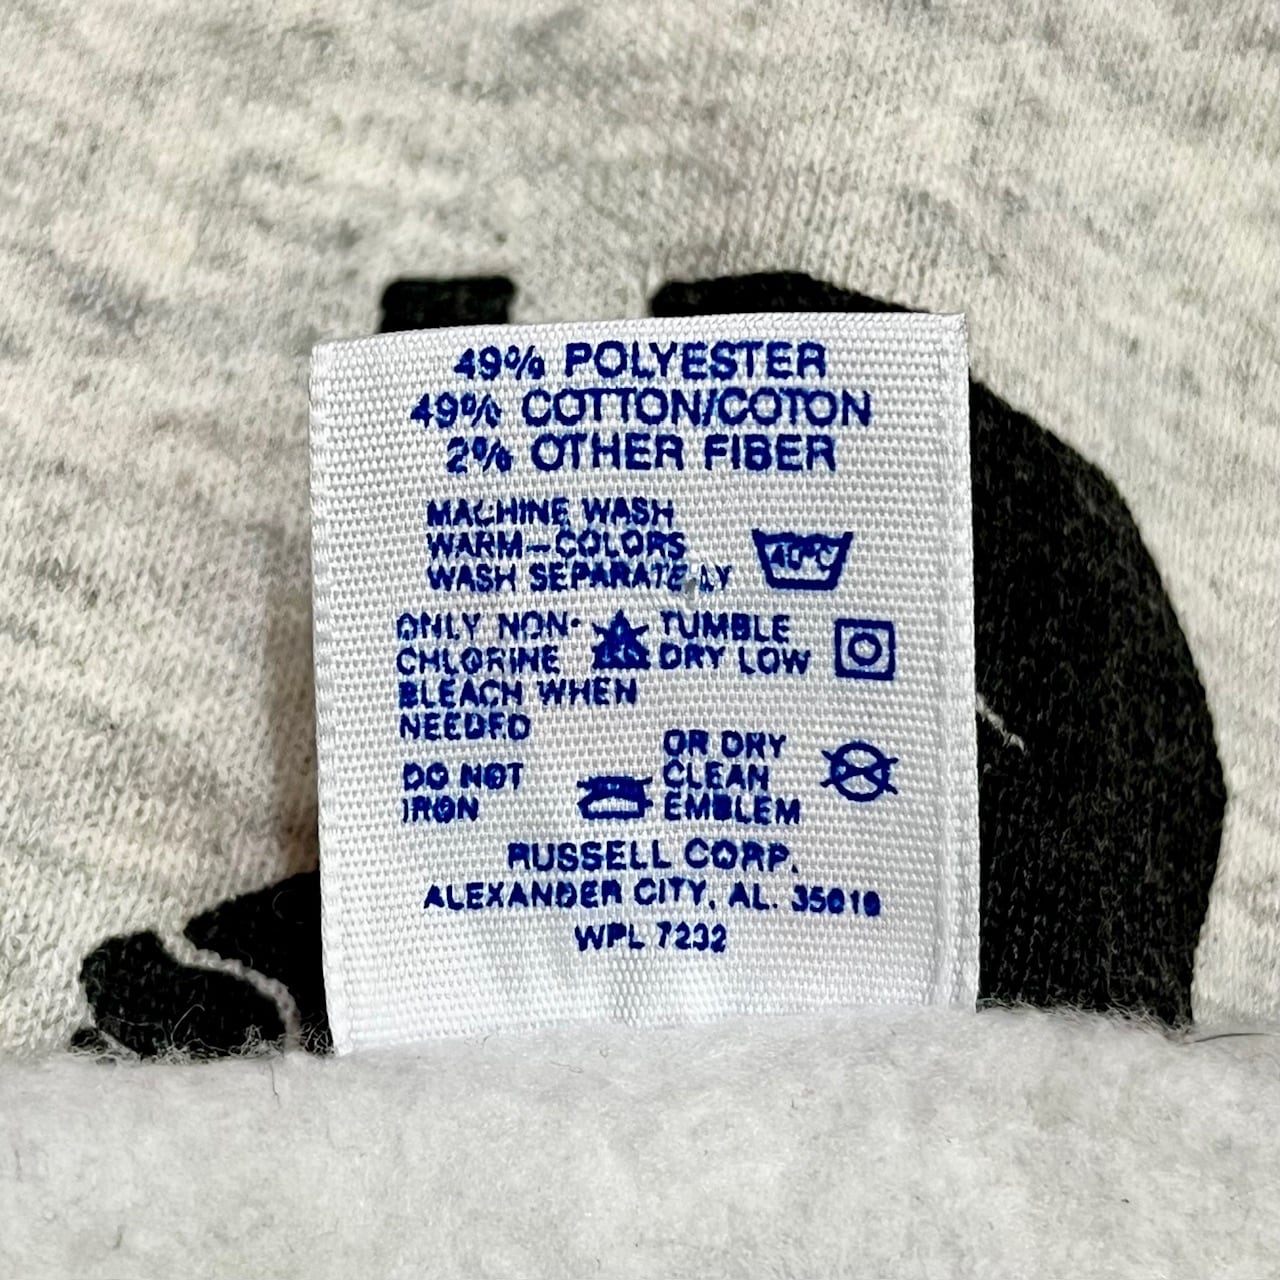 49% POLYESTER
49% COTTON/COTON
2% OTHER FIBER
MACHINE WASH
WARM-COLORS
WASH SEPARATELY
40°C
ONLY NON-
CHLORINE
BLEACH WHEN
NEEDED
TUMBLE
DRY LOW
DO NOT
IRON
OR DRY
CLEAN
EMBLEM
RUSSELL CORP.
ALEXANDER CITY, AL. 35010
WPL 7232